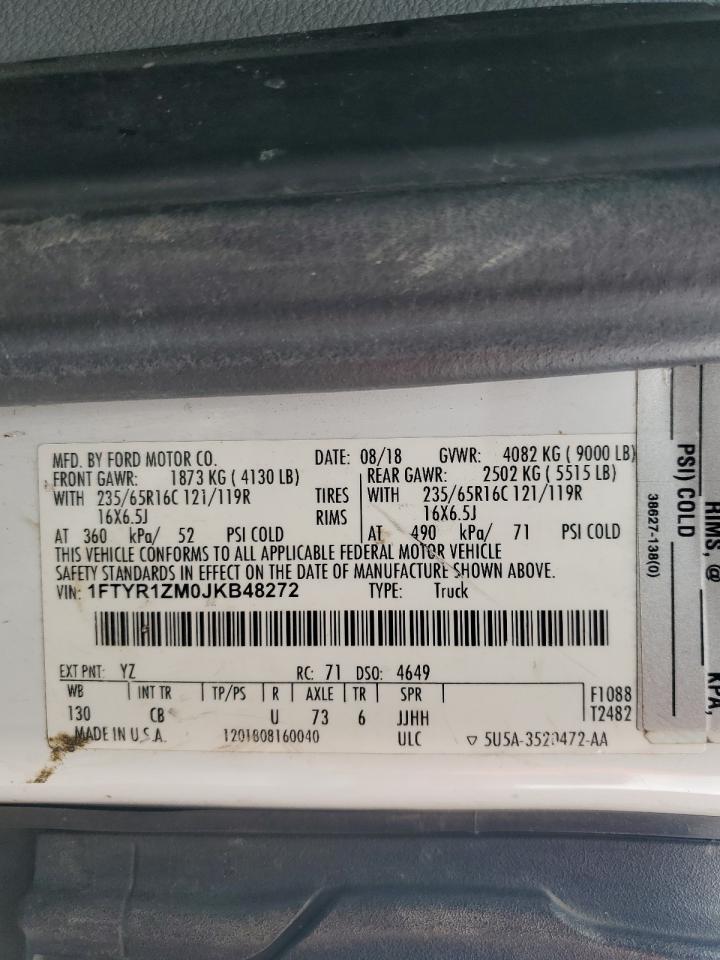 MFD. BY FORD MOTOR CO. DATE: 08/18 GVWR: 4082 KG ( 9000 LB)
FRONT GAWR: 1873 KG ( 4130 LB) REAR GAWR: 2502 KG ( 5515 LB)
WITH 235/65R16C 121/119R TIRES WITH 235/65R16C 121/119R
16X6.5J RIMS 16X6.5J
AT 360 kPa/ 52 PSI COLD AT 490 kPa/ 71 PSI COLD
THIS VEHICLE CONFORMS TO ALL APPLICABLE FEDERAL MOTOR VEHICLE
SAFETY STANDARDS IN EFFECT ON THE DATE OF MANUFACTURE SHOWN ABOVE.
VIN: 1FTYR1ZM0JKB48272 TYPE: Truck
EXT PNT: YZ RC: 71 DSO: 4649
WB INT TR TP/PS R AXLE TR SPR F1088
130 CB U 73 6 JJHH T2482
MADE IN U.S.A. 1201808160040 ULC ▽ 5U5A-3520472-AA
38627-138(0)
PSI) COLD
RIMS, @
KPA,